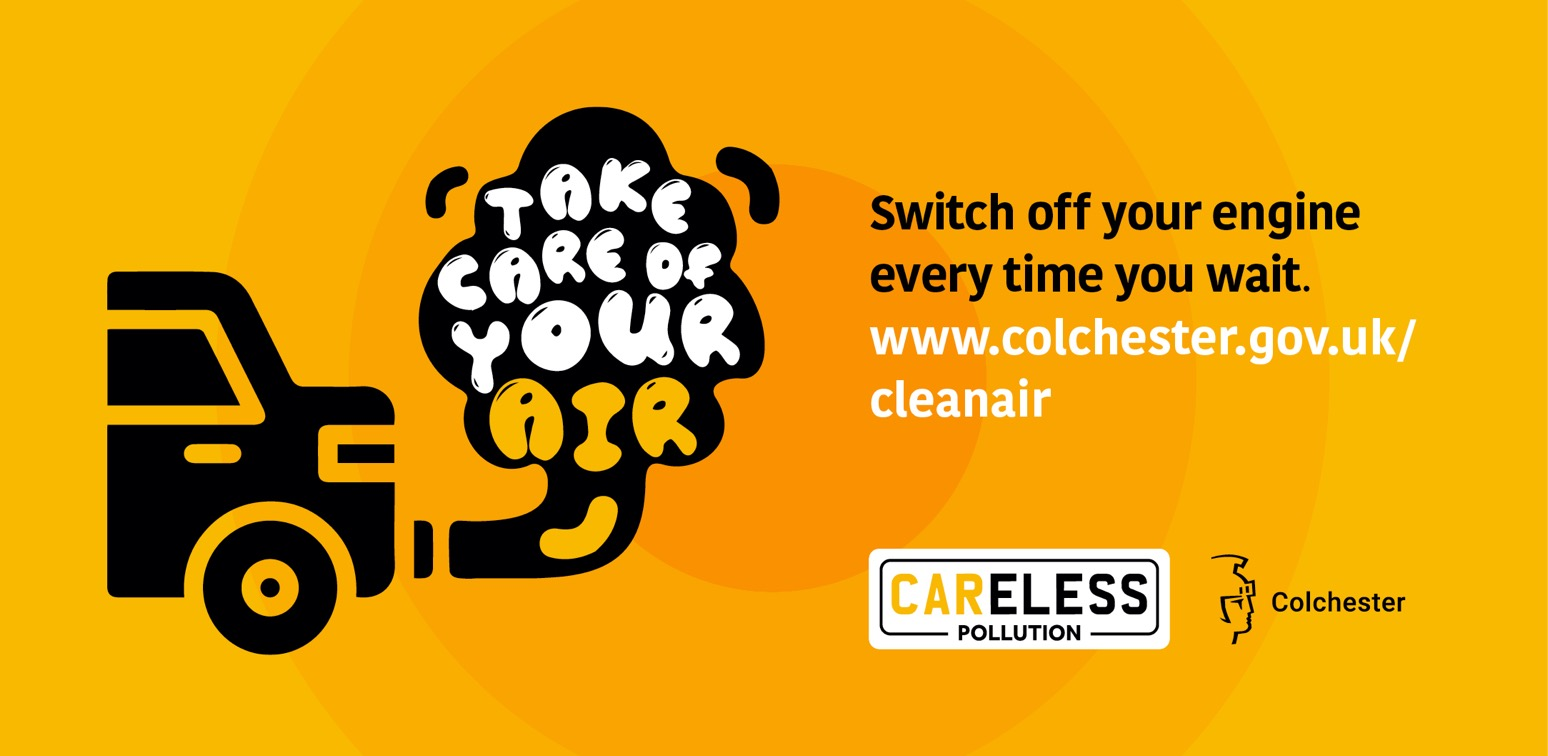 TAKE
CARE OF
YOUR
AIR
Switch off your engine
every time you wait.
www.colchester.gov.uk/
cleanair
CARELESS
POLLUTION
Colchester